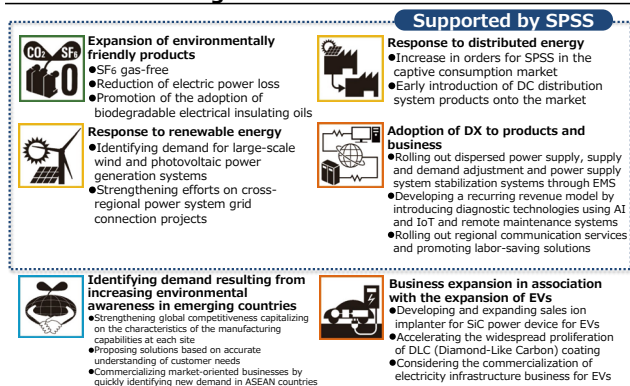 Supported by SPSS
CO₂ SF₆
Expansion of environmentally
friendly products
●SF₆ gas-free
●Reduction of electric power loss
●Promotion of the adoption of
biodegradable electrical insulating oils
Response to distributed energy
●Increase in orders for SPSS in the
captive consumption market
●Early introduction of DC distribution
system products onto the market
Response to renewable energy
●Identifying demand for large-scale
wind and photovoltaic power
generation systems
●Strengthening efforts on cross-
regional power system grid
connection projects
Adoption of DX to products and
business
●Rolling out dispersed power supply, supply
and demand adjustment and power supply
system stabilization systems through EMS
●Developing a recurring revenue model by
introducing diagnostic technologies using AI
and IoT and remote maintenance systems
●Rolling out regional communication services
and promoting labor-saving solutions
Identifying demand resulting from
increasing environmental
awareness in emerging countries
●Strengthening global competitiveness capitalizing
on the characteristics of the manufacturing
capabilities at each site
●Proposing solutions based on accurate
understanding of customer needs
●Commercializing market-oriented businesses by
quickly identifying new demand in ASEAN countries
Business expansion in association
with the expansion of EVs
●Developing and expanding sales ion
implanter for SiC power device for EVs
●Accelerating the widespread proliferation
of DLC (Diamond-Like Carbon) coating
●Considering the commercialization of
electricity infrastructure business for EVs